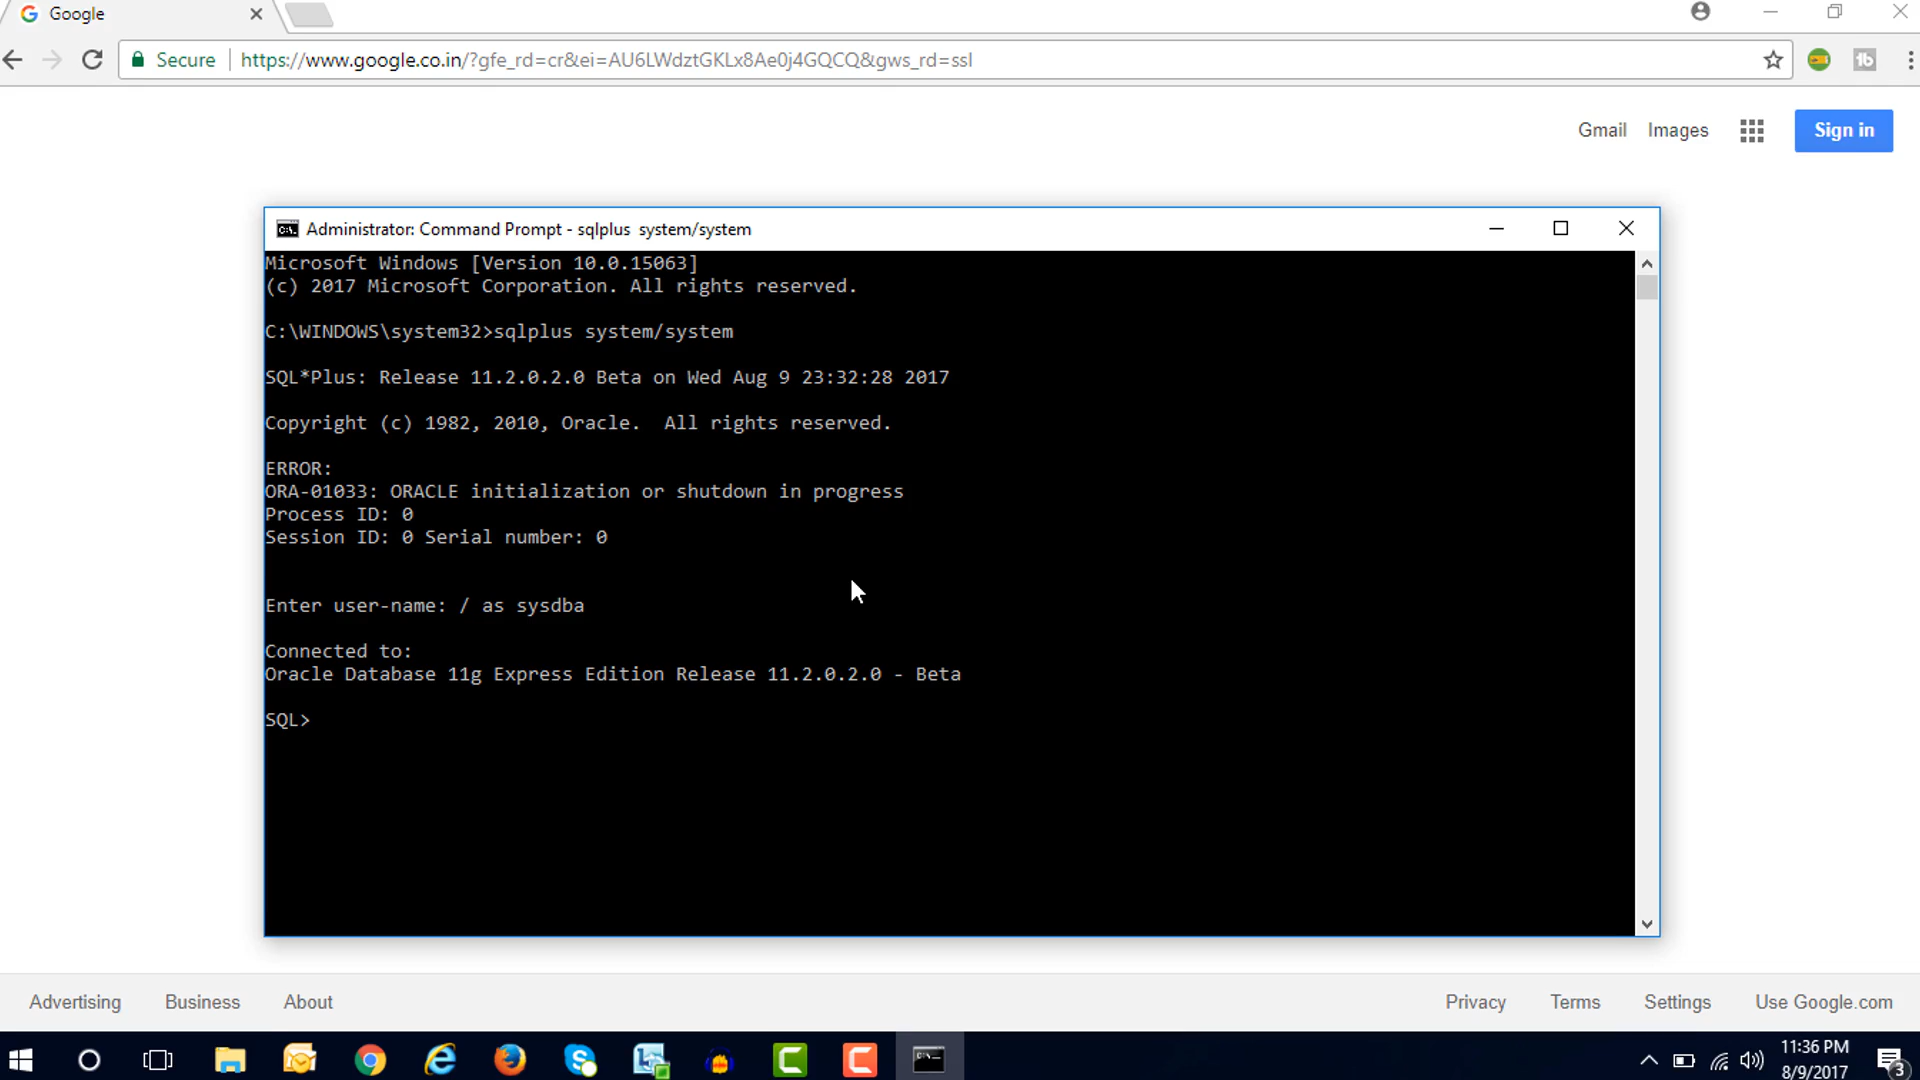 Google
Secure
https://www.google.co.in/?gfe_rd=cr&ei=AU6LWdztGKLx8Ae0j4GQCQ&gws_rd=ssl
Gmail
Images
Sign in
Administrator: Command Prompt - sqlplus  system/system
Microsoft Windows [Version 10.0.15063]
(c) 2017 Microsoft Corporation. All rights reserved.
C:\WINDOWS\system32>sqlplus system/system
SQL*Plus: Release 11.2.0.2.0 Beta on Wed Aug 9 23:32:28 2017
Copyright (c) 1982, 2010, Oracle.  All rights reserved.
ERROR:
ORA-01033: ORACLE initialization or shutdown in progress
Process ID: 0
Session ID: 0 Serial number: 0
Enter user-name: / as sysdba
Connected to:
Oracle Database 11g Express Edition Release 11.2.0.2.0 - Beta
SQL>
Advertising
Business
About
Privacy
Terms
Settings
Use Google.com
11:36 PM
8/9/2017
3